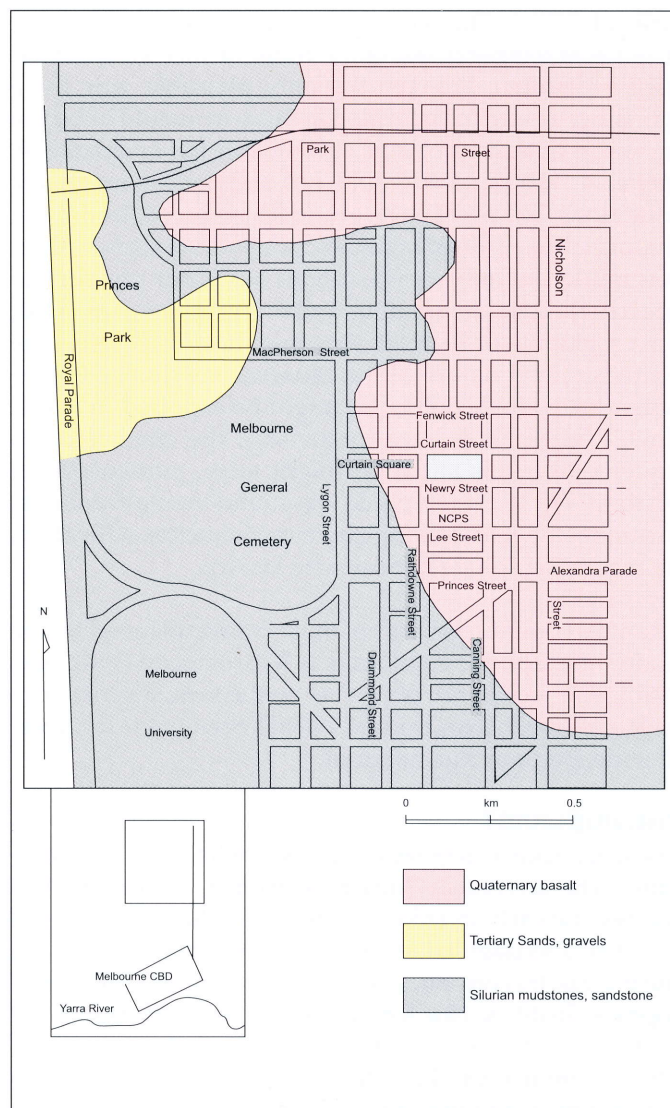 Park
Street
Princes
Nicholson
Park
Royal Parade
MacPherson Street
Fenwick Street
Melbourne
Curtain Street
Curtain Square
General
Lygon Street
Newry Street
NCPS
Cemetery
Lee Street
Rathdowne Street
Alexandra Parade
Princes Street
N
Street
Melbourne
Canning Street
Drummond Street
University
0 km 0.5
Quaternary basalt
Tertiary Sands, gravels
Melbourne CBD
Silurian mudstones, sandstone
Yarra River